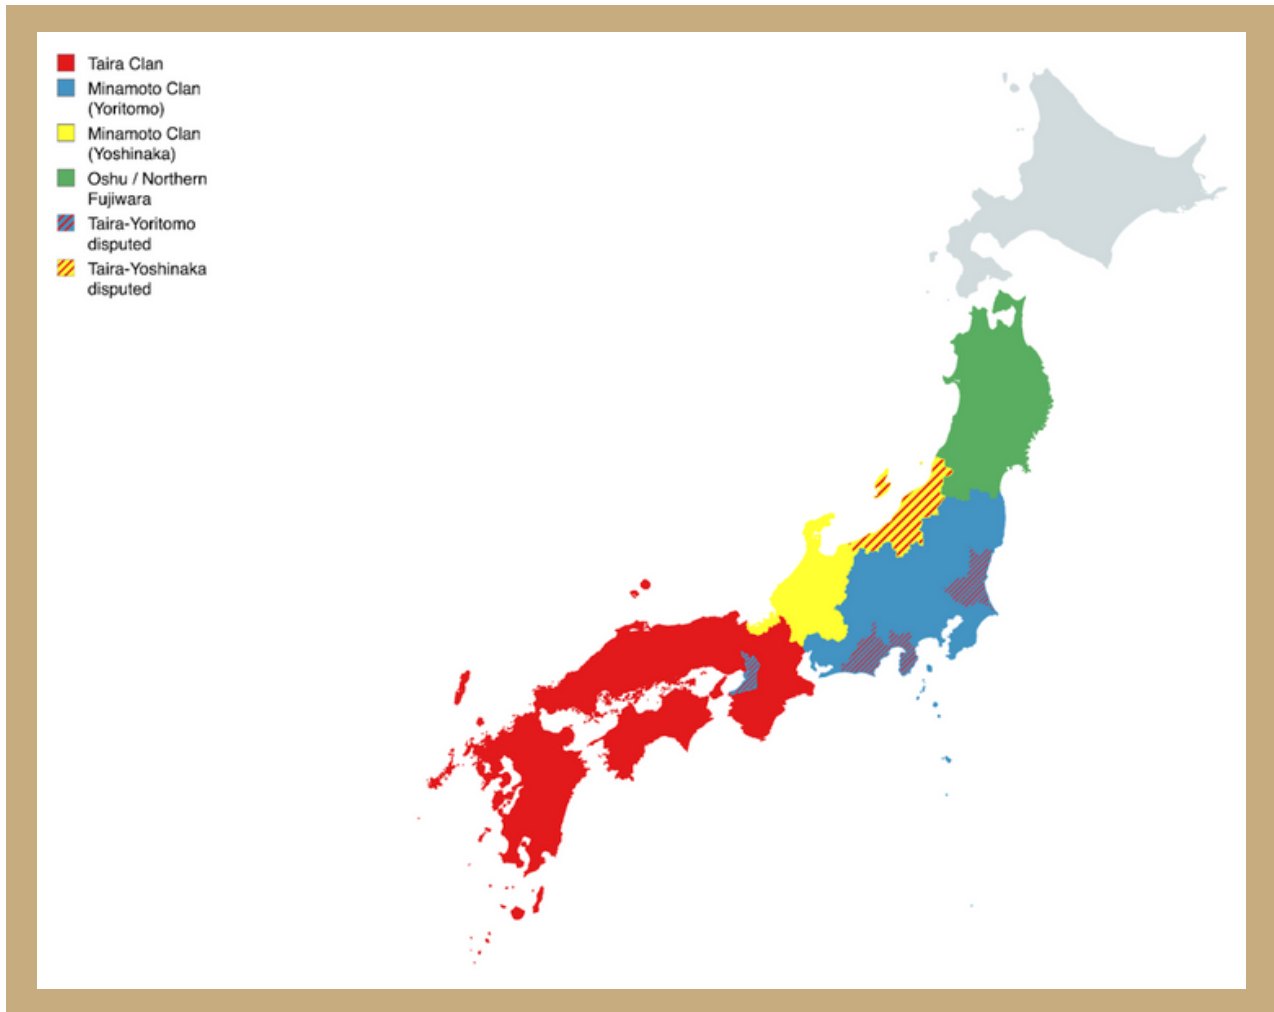 Taira Clan
Minamoto Clan
(Yoritomo)
Minamoto Clan
(Yoshinaka)
Oshu / Northern
Fujiwara
Taira-Yoritomo
disputed
Taira-Yoshinaka
disputed